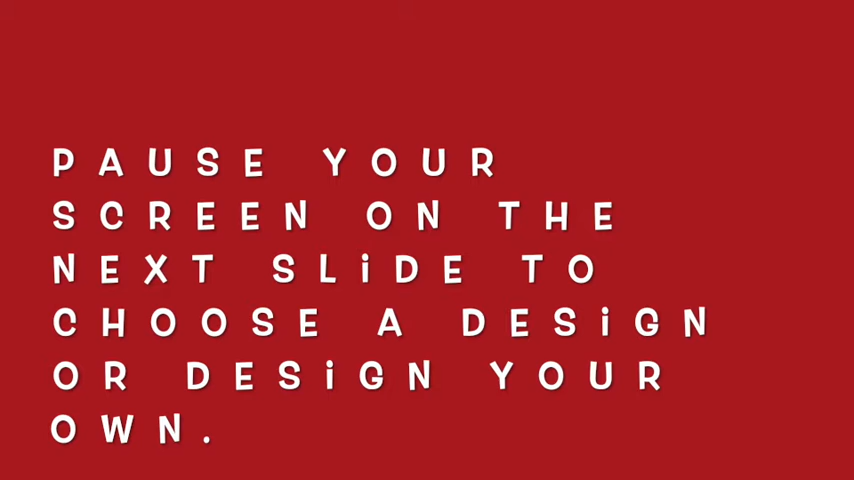 PAUSE YOUR
SCREEN ON THE
NEXT SLiDE TO
CHOOSE A DESiGN
OR DESiGN YOUR
OWN.